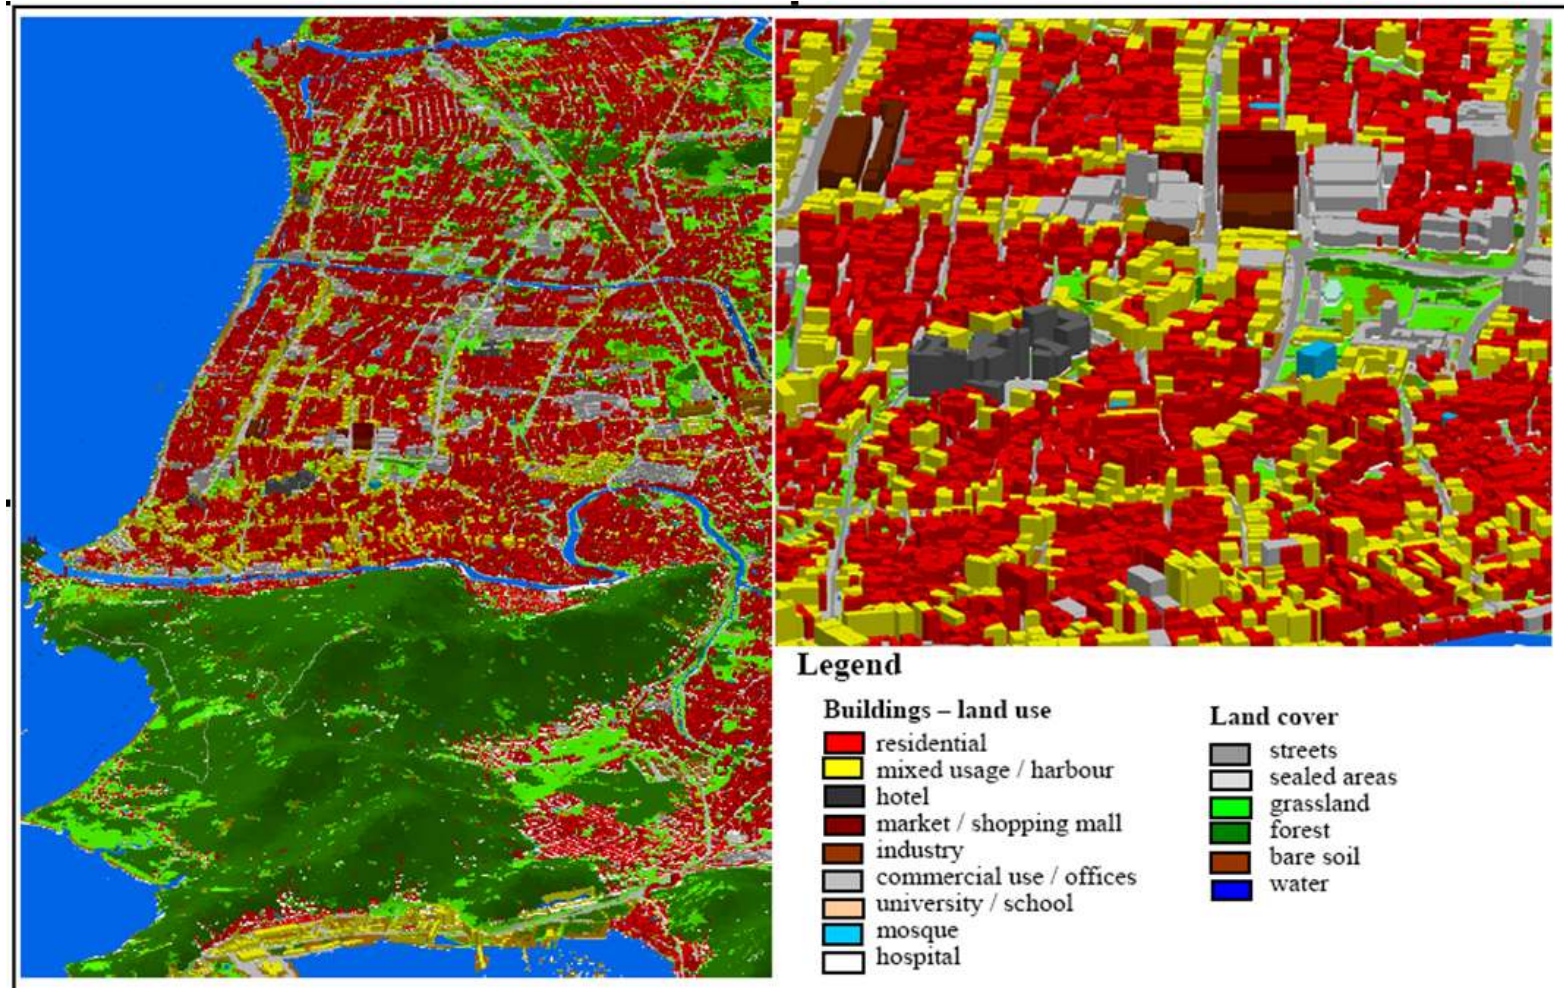 Legend
Buildings – land use
residential
mixed usage / harbour
hotel
market / shopping mall
industry
commercial use / offices
university / school
mosque
hospital
Land cover
streets
sealed areas
grassland
forest
bare soil
water